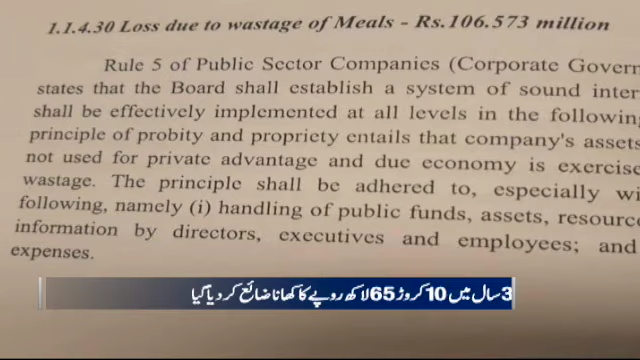 1.1.4.30 Loss due to wastage of Meals - Rs.106.573 million
Rule 5 of Public Sector Companies (Corporate Govern
states that the Board shall establish a system of sound inter
shall be effectively implemented at all levels in the following
principle of probity and propriety entails that company's assets
not used for private advantage and due economy is exercise
wastage. The principle shall be adhered to, especially wi
following, namely (i) handling of public funds, assets, resource
information by directors, executives and employees; and
expenses.
3 سال میں 10 کروڑ 65 لاکھ روپے کا کھانا ضائع کر دیا گیا